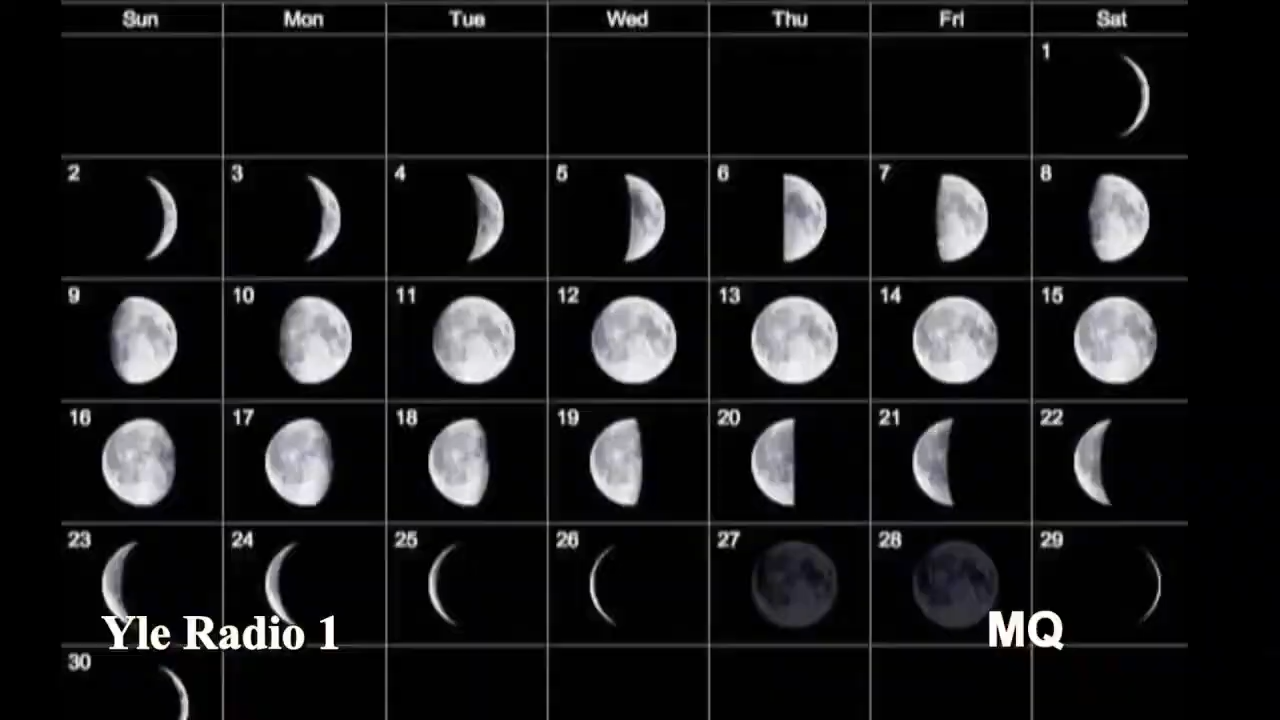 Sun Mon Tue Wed Thu Fri Sat
1
2 3 4 5 6 7 8
9 10 11 12 13 14 15
16 17 18 19 20 21 22
23 24 25 26 27 28 29
Yle Radio 1 MQ
30